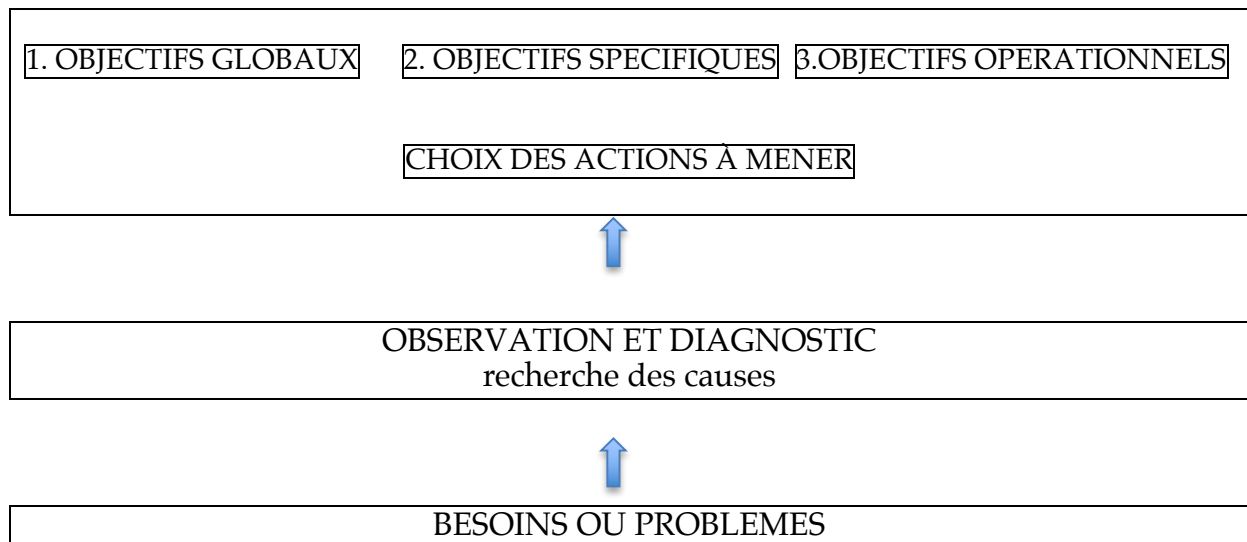 1. OBJECTIFS GLOBAUX 2. OBJECTIFS SPECIFIQUES 3.OBJECTIFS OPERATIONNELS
CHOIX DES ACTIONS À MENER
OBSERVATION ET DIAGNOSTIC
recherche des causes
BESOINS OU PROBLEMES